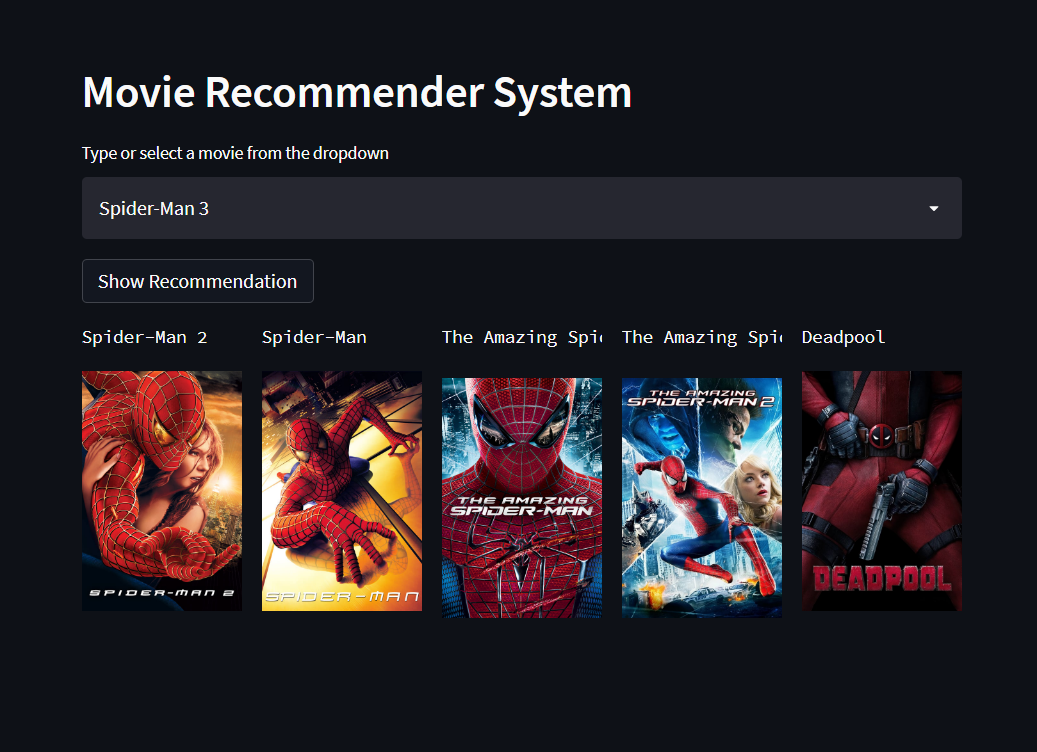 Movie Recommender System
Type or select a movie from the dropdown
Spider-Man 3
Show Recommendation
Spider-Man 2
Spider-Man
The Amazing Spi
The Amazing Spi
Deadpool
SPIDER-MAN 2
SPIDER-MAN
THE AMAZING
SPIDER-MAN
THE AMAZING
SPIDER-MAN 2
DEADPOOL